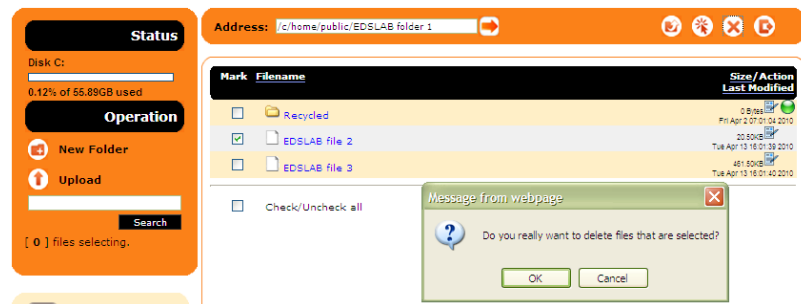 Status
Disk C:
0.12% of 55.89GB used
Operation
New Folder
Upload
Search
[ 0 ] files selecting.
Address: /c/home/public/EDSLAB folder 1
Mark Filename Size/Action
Last Modified
Recycled 0 Bytes
Fri Apr 2 07:01:04 2010
EDSLAB file 2 20.50KB
Tue Apr 13 16:01:39 2010
EDSLAB file 3 461.50KB
Tue Apr 13 16:01:40 2010
Check/Uncheck all
Message from webpage
Do you really want to delete files that are selected?
OK Cancel